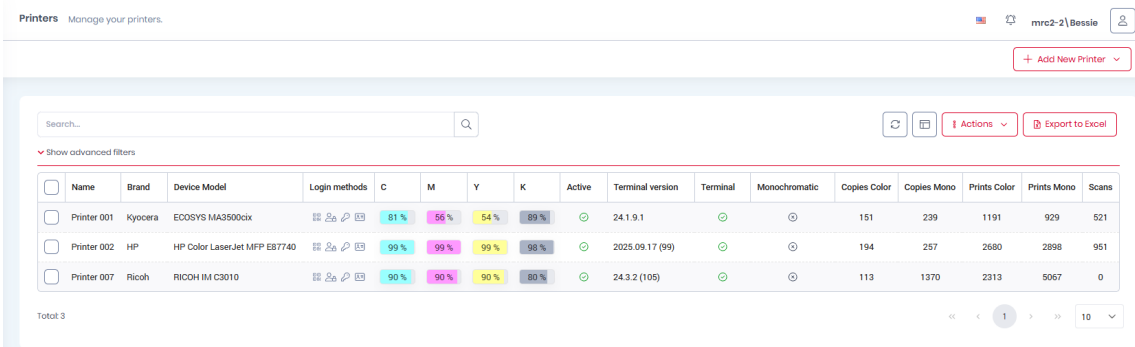 Printers Manage your printers. mrc2-2\Bessie
+ Add New Printer
Search...
Actions Export to Excel
Show advanced filters
Name Brand Device Model Login methods C M Y K Active Terminal version Terminal Monochromatic Copies Color Copies Mono Prints Color Prints Mono Scans
Printer 001 Kyocera ECOSYS MA3500cix 81 % 56 % 54 % 89 % 24.1.9.1 151 239 1191 929 521
Printer 002 HP HP Color LaserJet MFP E87740 99 % 99 % 99 % 98 % 2025.09.17 (99) 194 257 2680 2898 951
Printer 007 Ricoh RICOH IM C3010 90 % 90 % 90 % 80 % 24.3.2 (105) 113 1370 2313 5067 0
Total: 3 « ‹ 1 › » 10